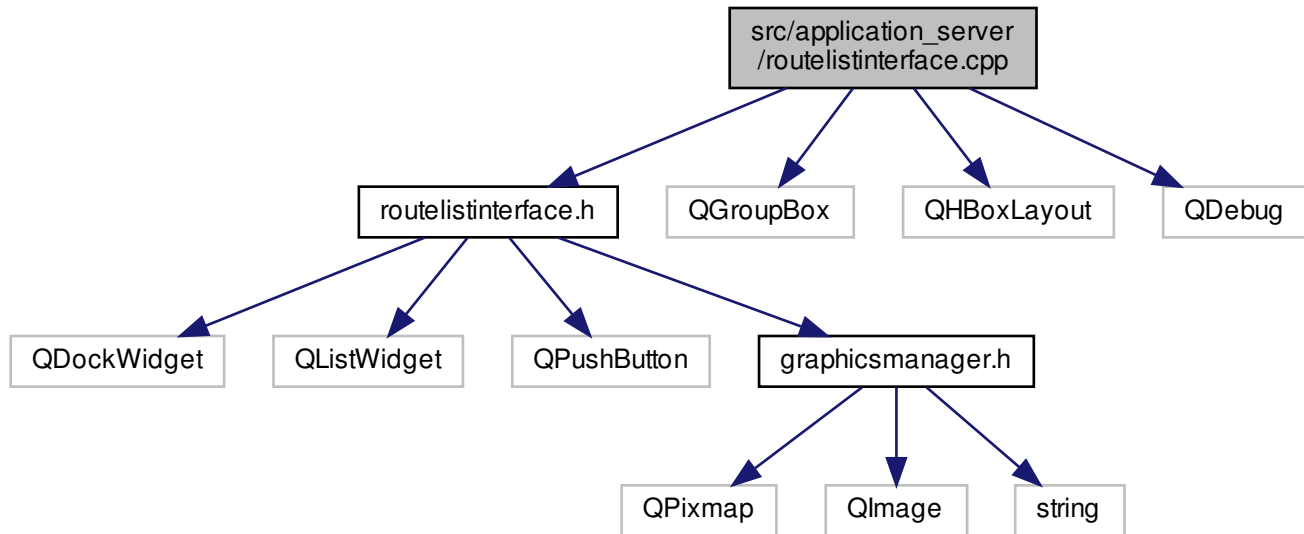 src/application_server
/routelistinterface.cpp
routelistinterface.h
QGroupBox
QHBoxLayout
QDebug
QDockWidget
QListWidget
QPushButton
graphicsmanager.h
QPixmap
QImage
string